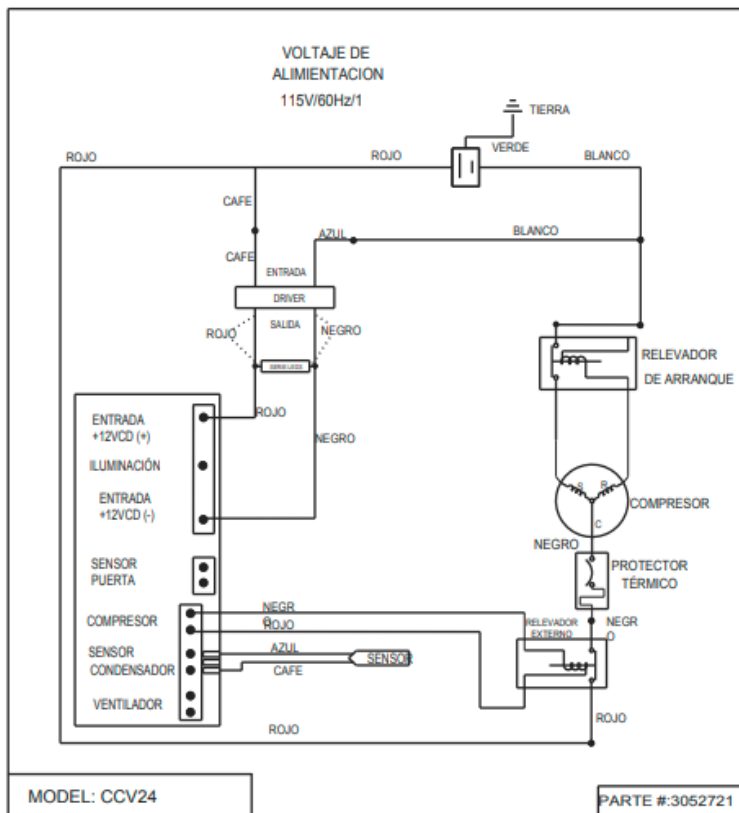 VOLTAJE DE
ALIMENTACION
115V/60Hz/1
TIERRA
VERDE
ROJO
ROJO
BLANCO
CAFE
AZUL
BLANCO
CAFE
ENTRADA
DRIVER
SALIDA
ROJO
NEGRO
RELEVADOR
DE ARRANQUE
ROJO
ENTRADA
+12VCD (+)
NEGRO
ILUMINACIÓN
ENTRADA
+12VCD (-)
S
R
COMPRESOR
C
NEGRO
SENSOR
PUERTA
PROTECTOR
TÉRMICO
COMPRESOR
NEGR
O
ROJO
RELEVADOR
EXTERNO
NEGR
O
SENSOR
CONDENSADOR
AZUL
SENSOR
CAFE
VENTILADOR
ROJO
ROJO
MODEL: CCV24
PARTE #:3052721